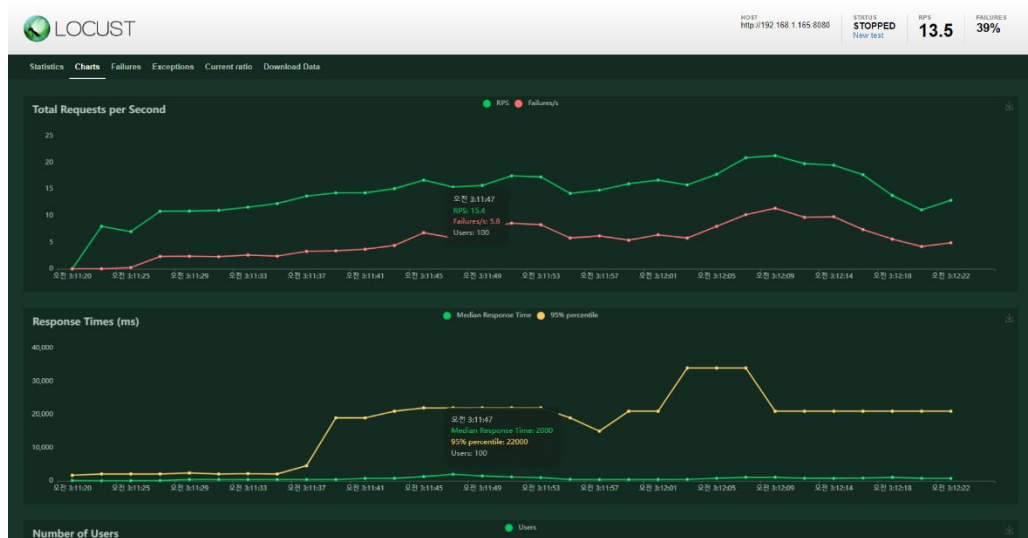 LOCUST
HOST
http://192.168.1.165:8080
STATUS
STOPPED
New test
RPS
13.5
FAILURES
39%
Statistics Charts Failures Exceptions Current ratio Download Data
Total Requests per Second
RPS Failures/s
25
20
15
10
5
0
오전 3:11:47
RPS: 15.4
Failures/s: 5.8
Users: 100
오전 3:11:20 오전 3:11:25 오전 3:11:29 오전 3:11:33 오전 3:11:37 오전 3:11:41 오전 3:11:45 오전 3:11:49 오전 3:11:53 오전 3:11:57 오전 3:12:01 오전 3:12:05 오전 3:12:09 오전 3:12:14 오전 3:12:18 오전 3:12:22
Response Times (ms)
Median Response Time 95% percentile
40,000
30,000
20,000
10,000
0
오전 3:11:47
Median Response Time: 2000
95% percentile: 22000
Users: 100
오전 3:11:20 오전 3:11:25 오전 3:11:29 오전 3:11:33 오전 3:11:37 오전 3:11:41 오전 3:11:45 오전 3:11:49 오전 3:11:53 오전 3:11:57 오전 3:12:01 오전 3:12:05 오전 3:12:09 오전 3:12:14 오전 3:12:18 오전 3:12:22
Number of Users
Users